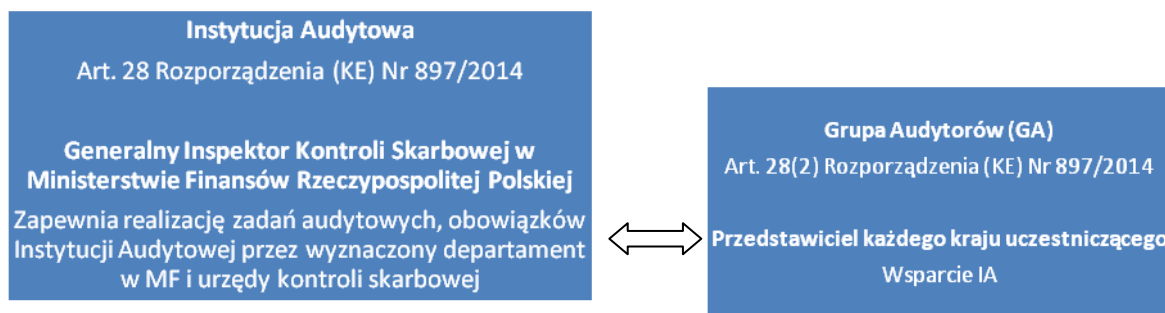 Instytucja Audytowa
Art. 28 Rozporządzenia (KE) Nr 897/2014
Generalny Inspektor Kontroli Skarbowej w
Ministerstwie Finansów Rzeczypospolitej Polskiej
Zapewnia realizację zadań audytowych, obowiązków
Instytucji Audytowej przez wyznaczony departament
w MF i urzędy kontroli skarbowej
Grupa Audytorów (GA)
Art. 28(2) Rozporządzenia (KE) Nr 897/2014
Przedstawiciel każdego kraju uczestniczącego
Wsparcie IA